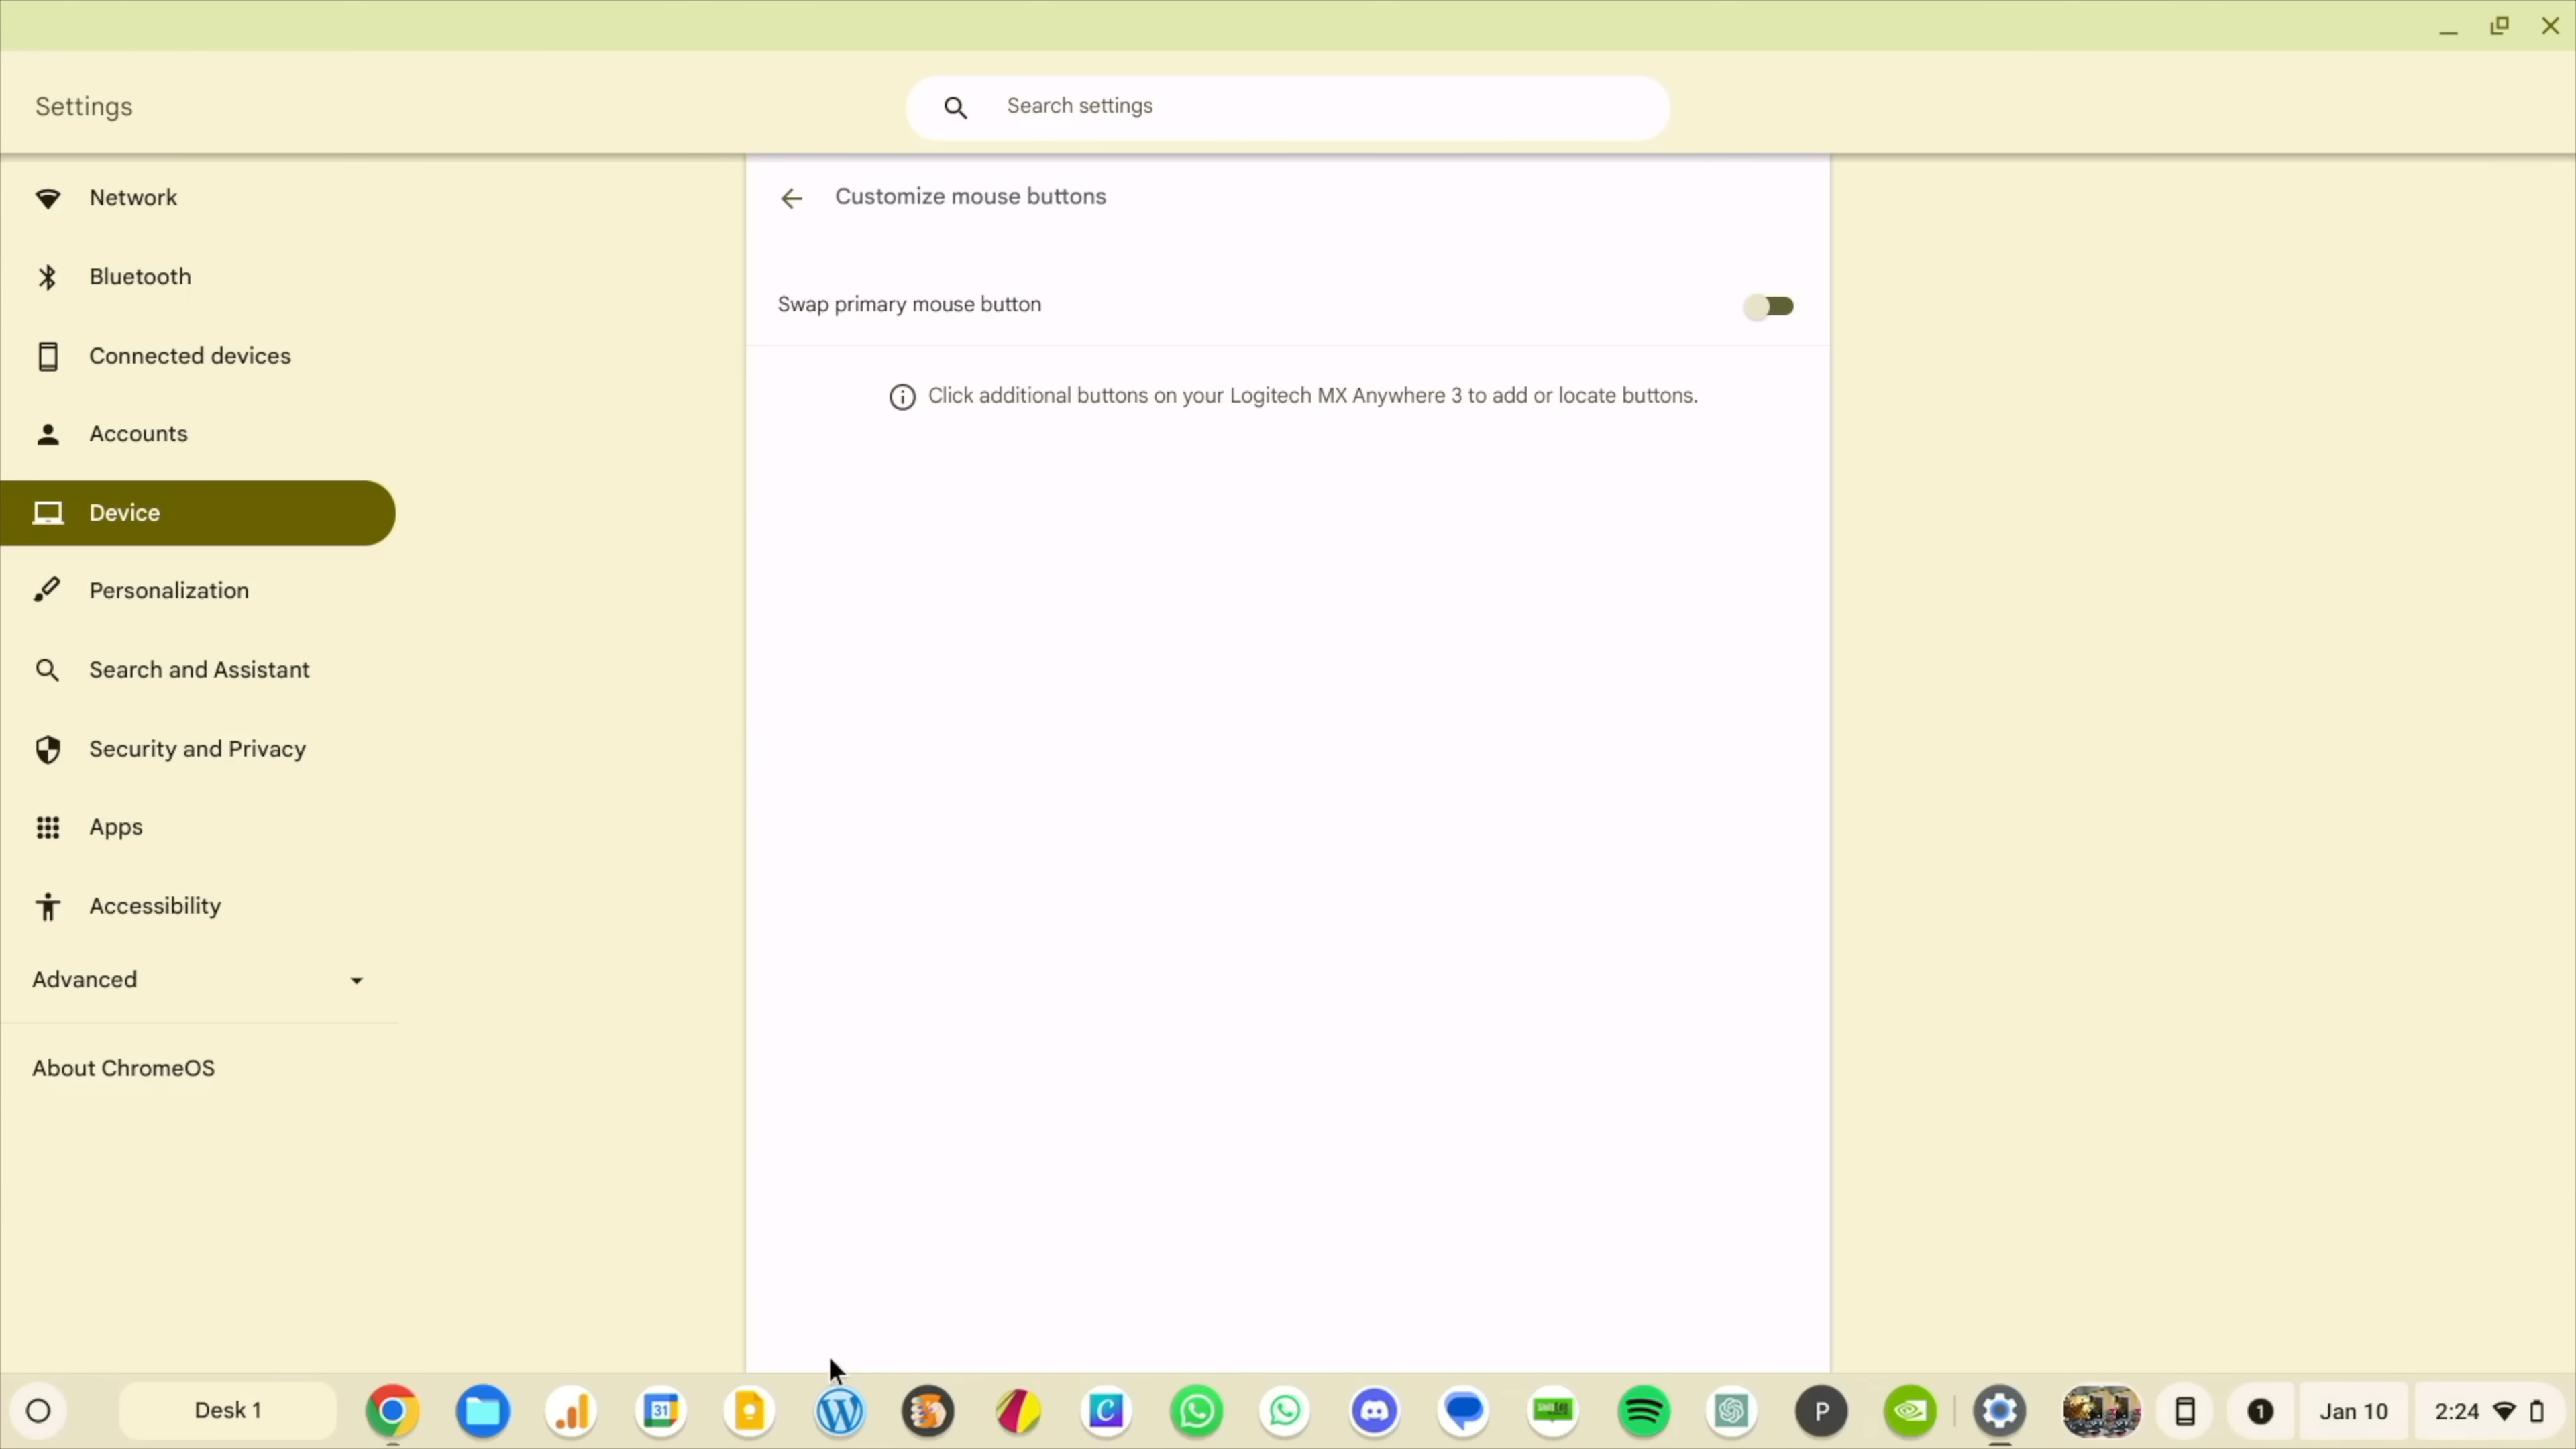 Settings
Search settings
Network
Bluetooth
Connected devices
Accounts
Device
Personalization
Search and Assistant
Security and Privacy
Apps
Accessibility
Advanced
About ChromeOS
Customize mouse buttons
Swap primary mouse button
Click additional buttons on your Logitech MX Anywhere 3 to add or locate buttons.
Desk 1
31
C
P
1
Jan 10
2:24